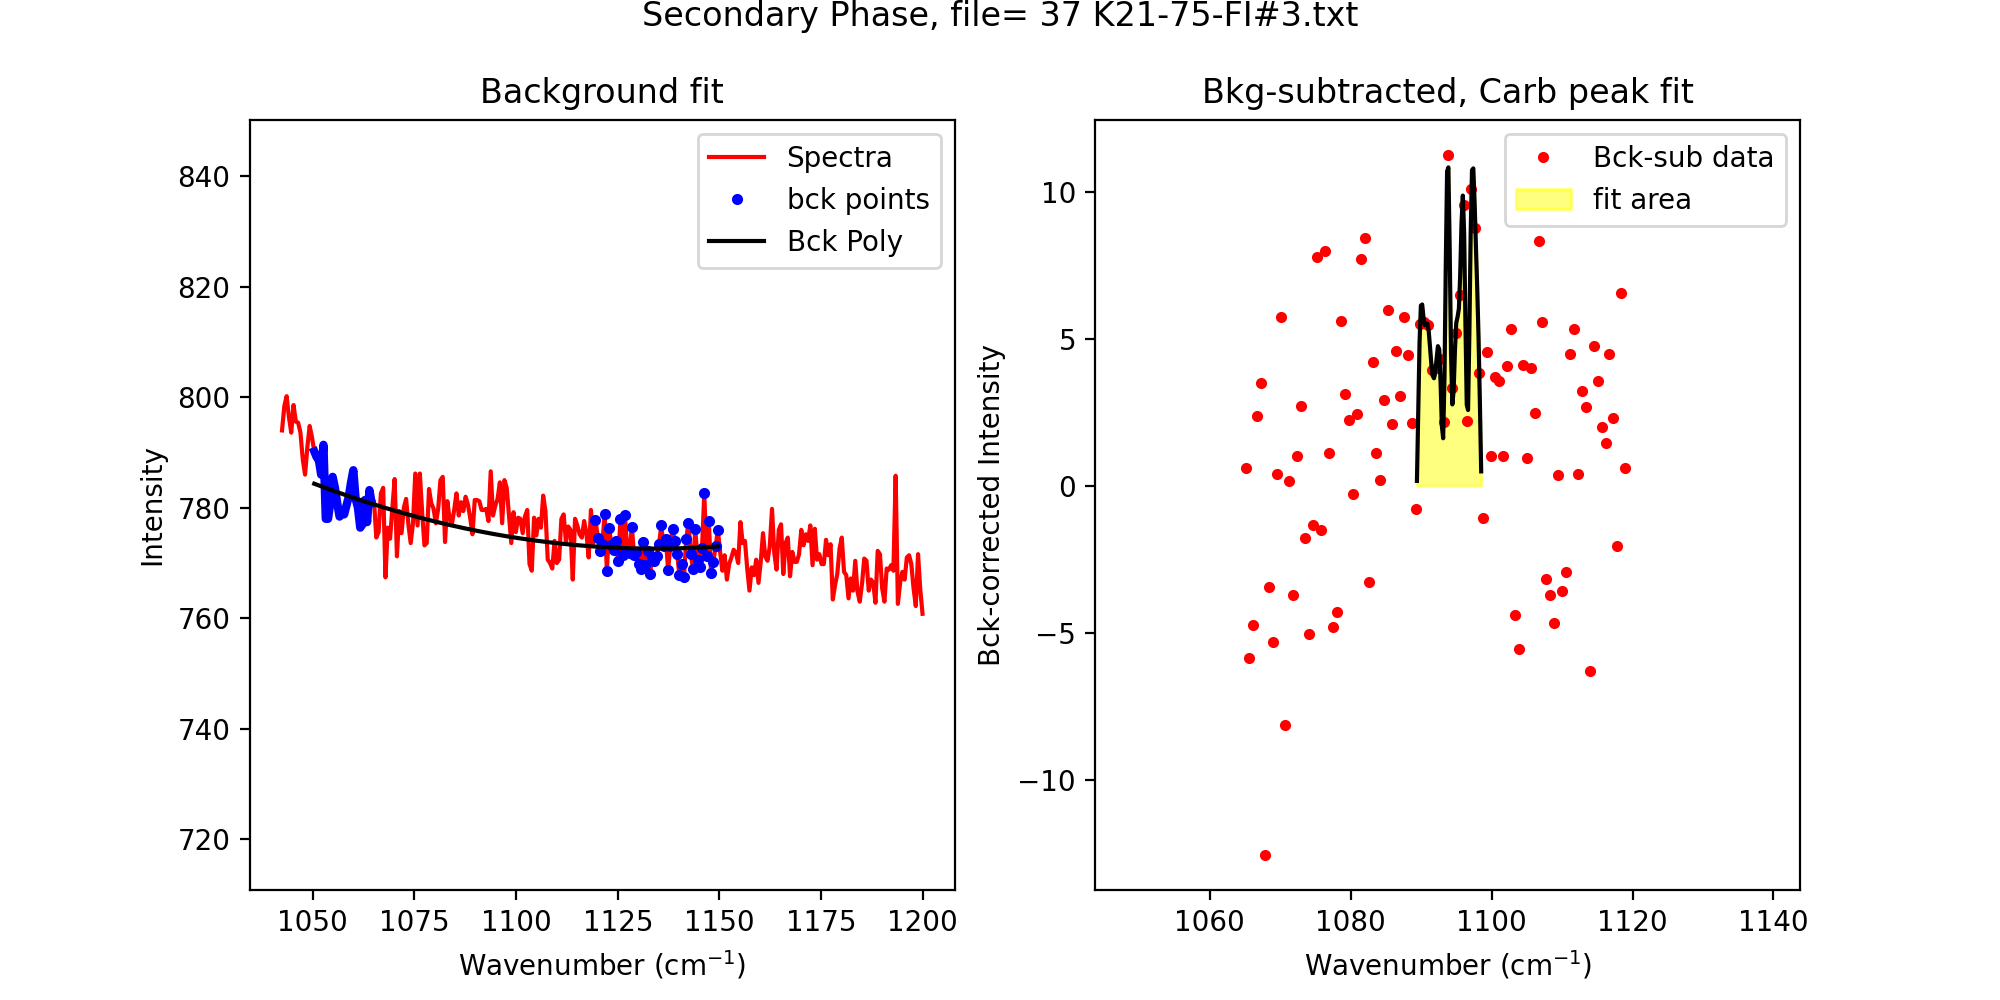 Secondary Phase, file= 37 K21-75-FI#3.txt
Background fit
Spectra
bck points
Bck Poly
840
820
800
780
760
740
720
Intensity
1050 1075 1100 1125 1150 1175 1200
Wavenumber (cm⁻¹)
Bkg-subtracted, Carb peak fit
Bck-sub data
fit area
10
5
0
−5
−10
Bck-corrected Intensity
1060 1080 1100 1120 1140
Wavenumber (cm⁻¹)